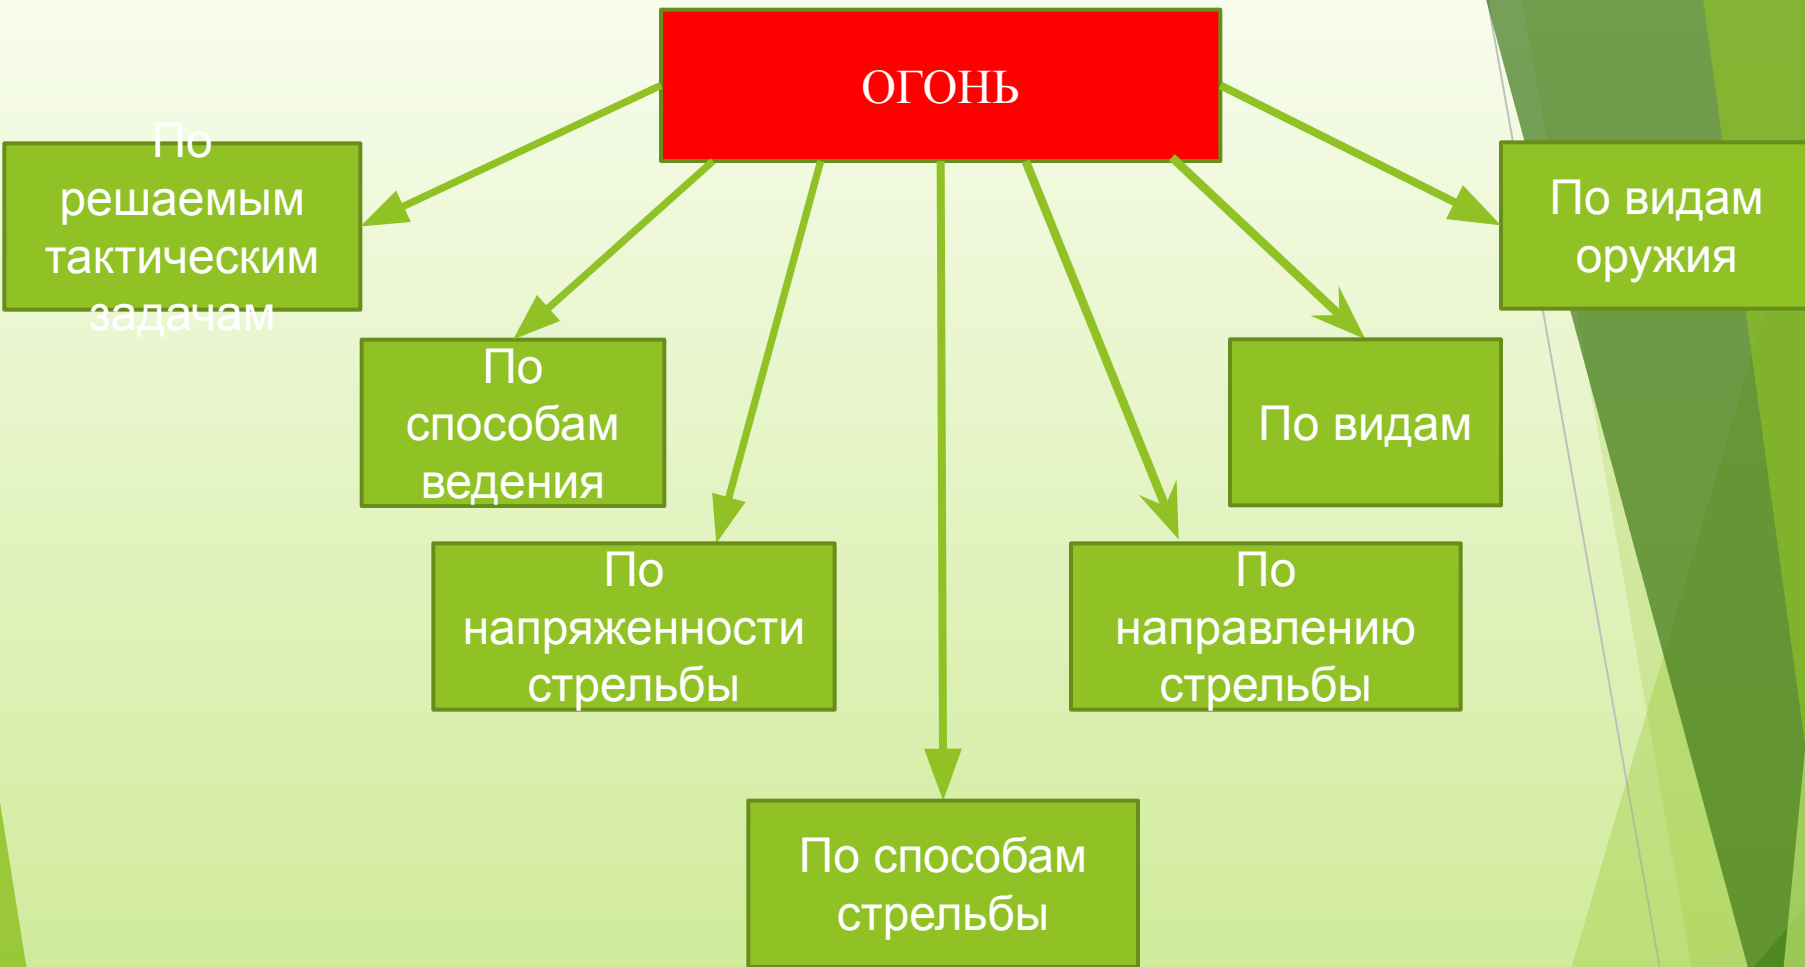 ОГОНЬ
По
решаемым
тактическим
задачам
По видам
оружия
По
способам
ведения
По видам
По
напряженности
стрельбы
По
направлению
стрельбы
По способам
стрельбы